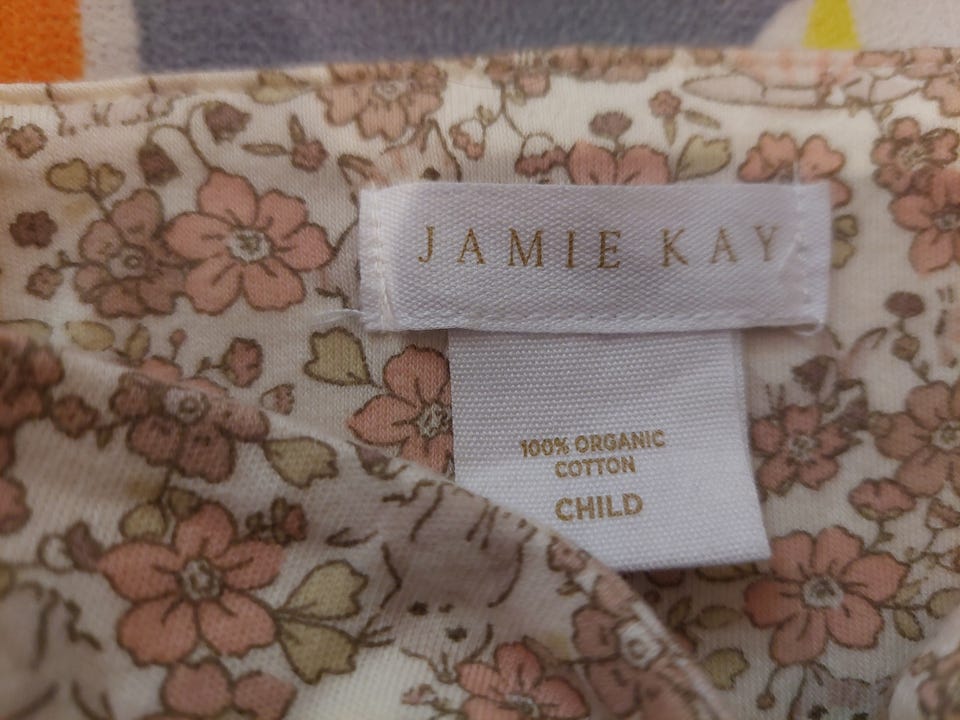 JAMIE KAY
100% ORGANIC
COTTON
CHILD